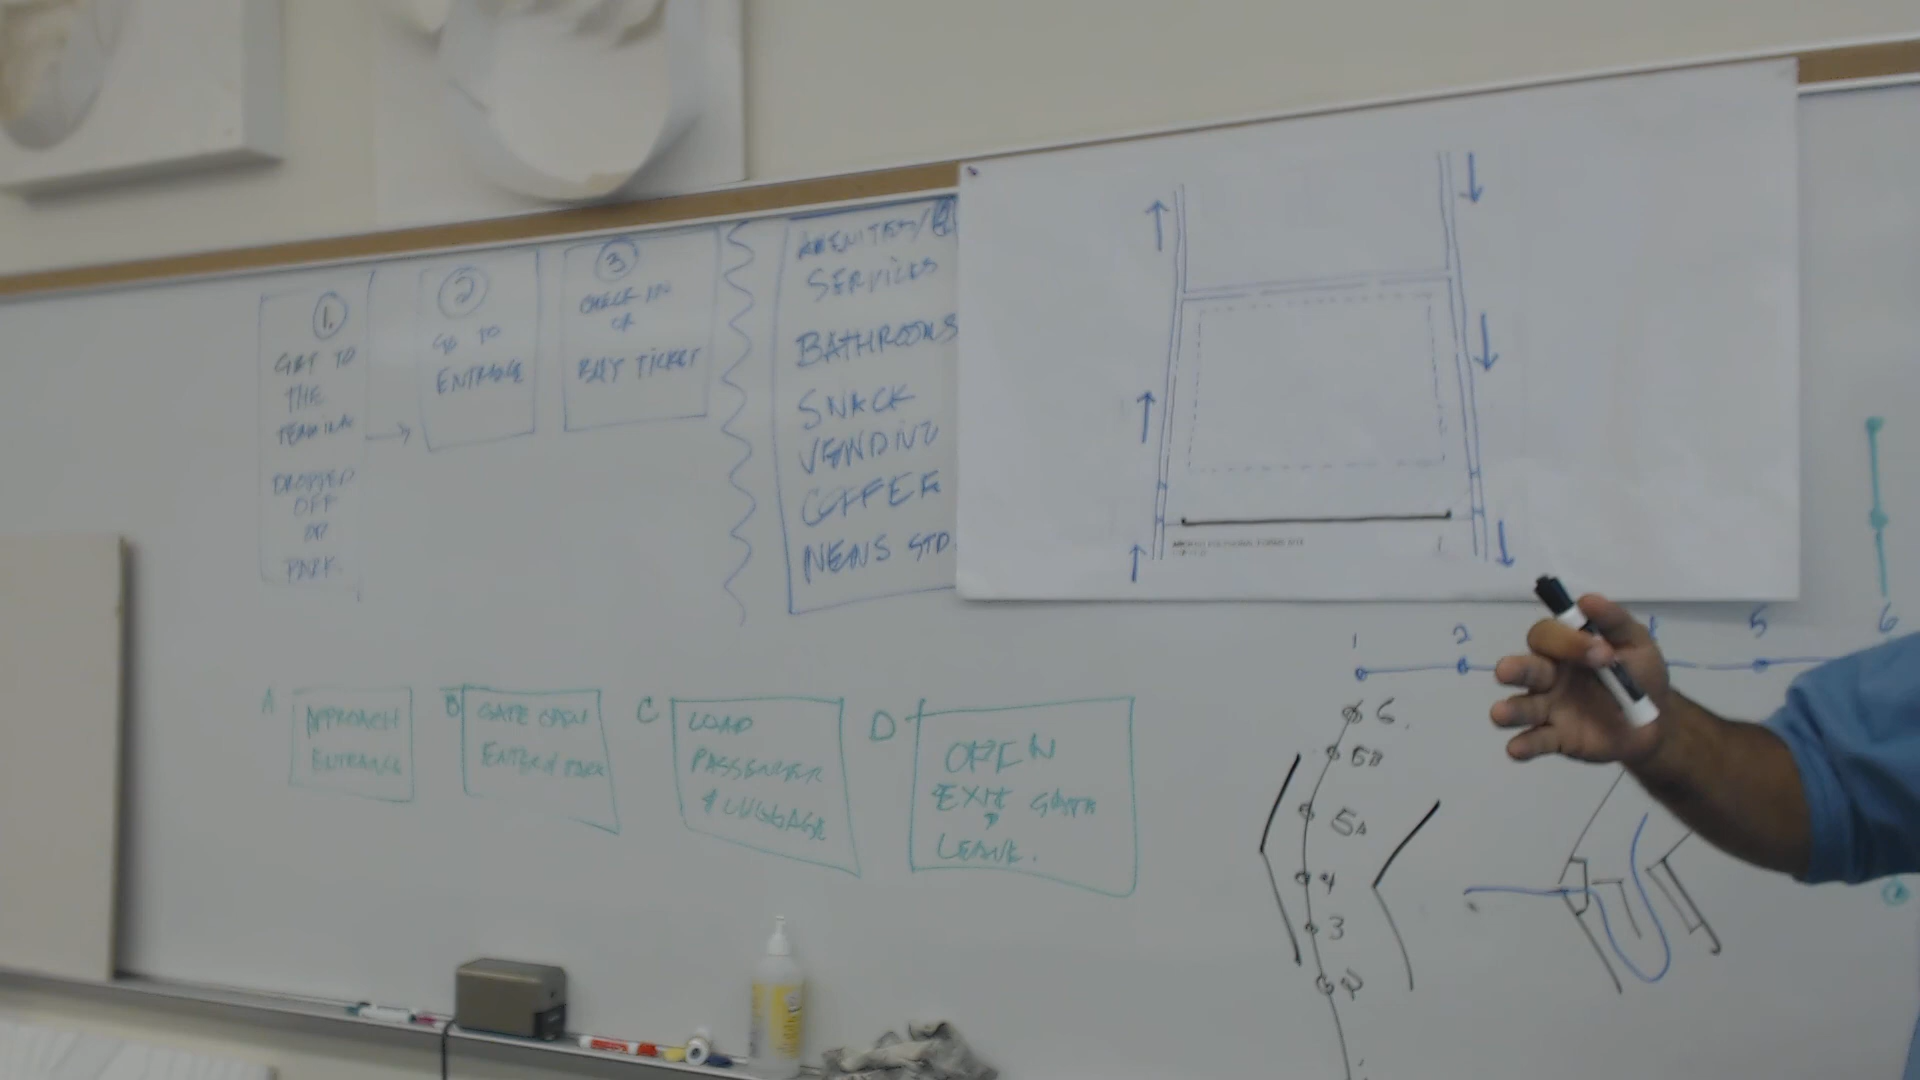 1.
GET TO
THE
TERMINAL
DROPPED
OFF
OR
PARK.
2
GO TO
ENTRANCE
3
CHECK IN
OR
BUY TICKET
AMENITIES/
SERVICES
BATHROOMS
SNACK
VENDING
COFFEE
NEWS STD.
A
APPROACH
ENTRANCE
B
GATE OPEN
ENTER PARK
C
LOAD
PASSENGER
& LUGGAGE
D
OPEN
EXIT GATE
LEAVE.
1 2 5 6
6.
5B
5A
4
3
2